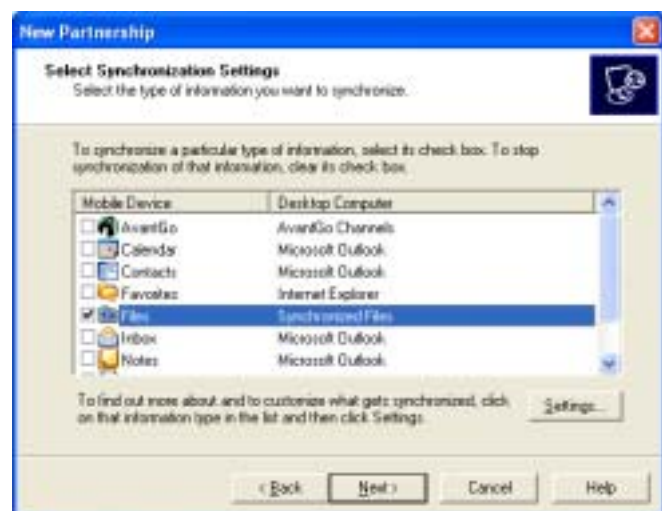 New Partnership
Select Synchronization Settings
Select the type of information you want to synchronize.
To synchronize a particular type of information, select its check box. To stop
synchronization of that information, clear its check box.
Mobile Device Desktop Computer
AvantGo AvantGo Channels
Calendar Microsoft Outlook
Contacts Microsoft Outlook
Favorites Internet Explorer
Files Synchronized Files
Inbox Microsoft Outlook
Notes Microsoft Outlook
To find out more about and to customize what gets synchronized, click
on that information type in the list and then click Settings.
Settings...
< Back Next > Cancel Help